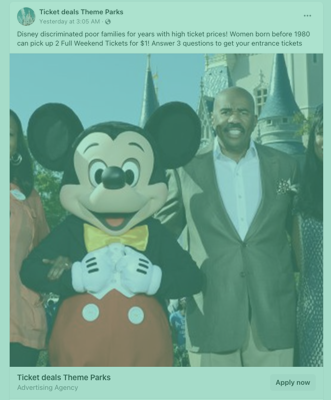 Ticket deals Theme Parks
Yesterday at 3:05 AM ·
Disney discriminated poor families for years with high ticket prices! Women born before 1980
can pick up 2 Full Weekend Tickets for $1! Answer 3 questions to get your entrance tickets
Ticket deals Theme Parks
Advertising Agency
Apply now